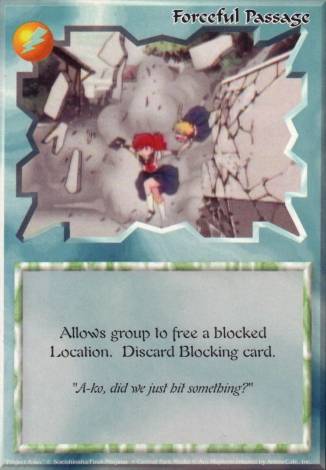 Forceful Passage
Allows group to free a blocked
Location. Discard Blocking card.
"A-ko, did we just hit something?"